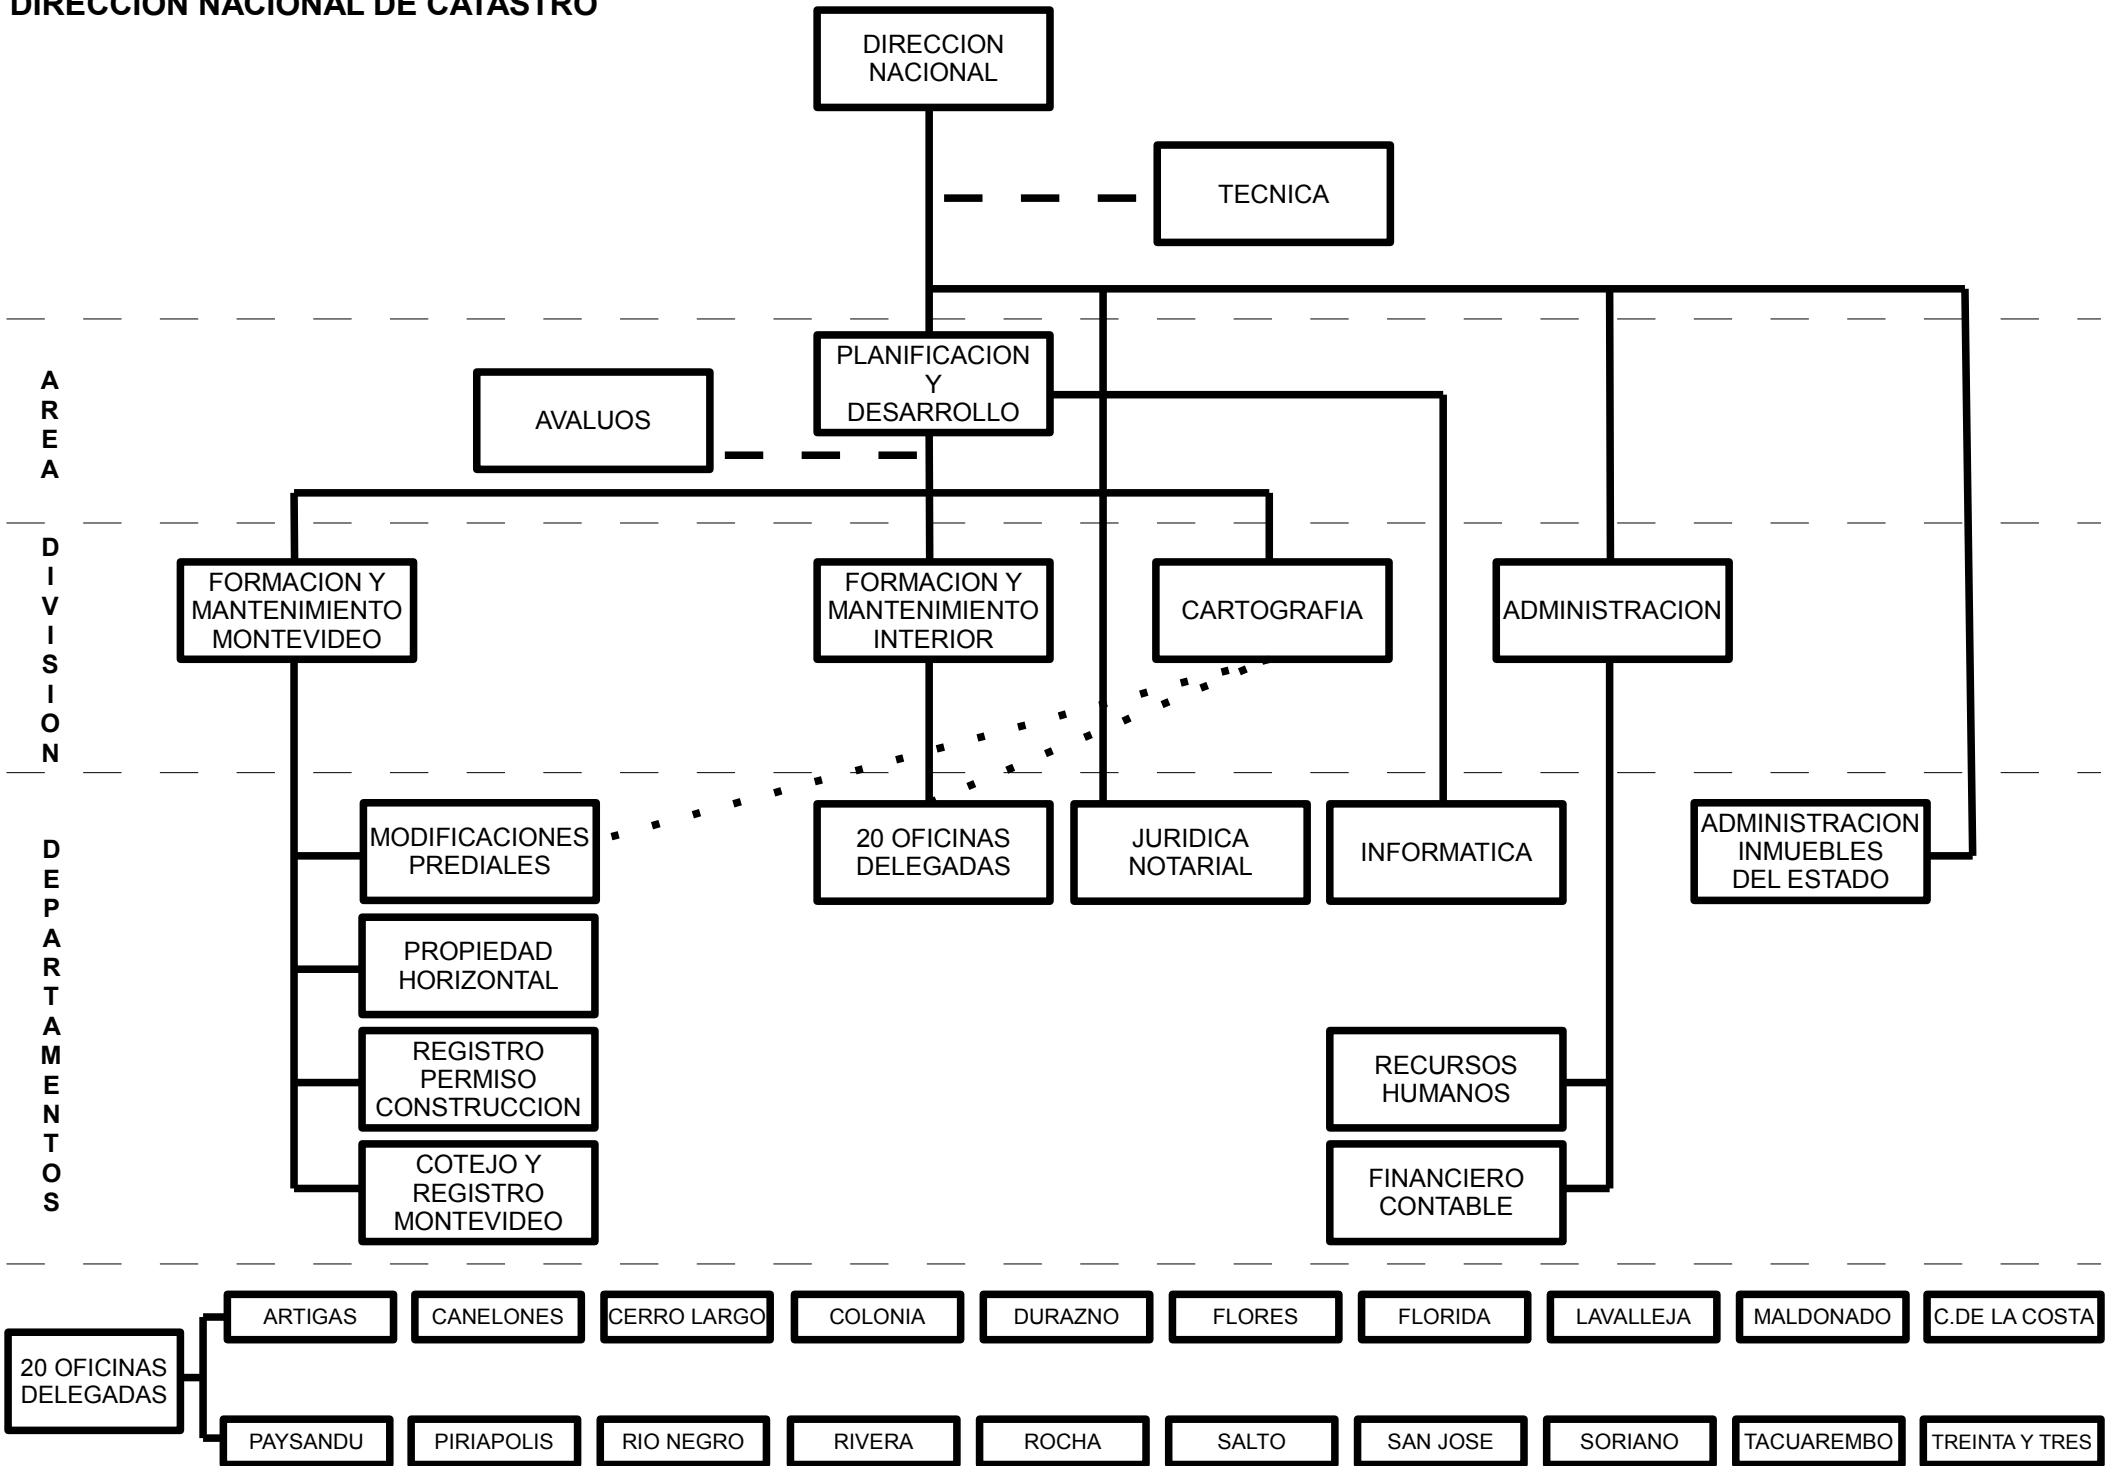 DIRECCION NACIONAL DE CATASTRO
DIRECCION
NACIONAL
TECNICA
AREA
PLANIFICACION
Y
DESARROLLO
AVALUOS
DIVISION
FORMACION Y
MANTENIMIENTO
MONTEVIDEO
FORMACION Y
MANTENIMIENTO
INTERIOR
CARTOGRAFIA
ADMINISTRACION
DEPARTAMENTOS
MODIFICACIONES
PREDIALES
20 OFICINAS
DELEGADAS
JURIDICA
NOTARIAL
INFORMATICA
ADMINISTRACION
INMUEBLES
DEL ESTADO
PROPIEDAD
HORIZONTAL
REGISTRO
PERMISO
CONSTRUCCION
RECURSOS
HUMANOS
COTEJO Y
REGISTRO
MONTEVIDEO
FINANCIERO
CONTABLE
20 OFICINAS
DELEGADAS
ARTIGAS
CANELONES
CERRO LARGO
COLONIA
DURAZNO
FLORES
FLORIDA
LAVALLEJA
MALDONADO
C.DE LA COSTA
PAYSANDU
PIRIAPOLIS
RIO NEGRO
RIVERA
ROCHA
SALTO
SAN JOSE
SORIANO
TACUAREMBO
TREINTA Y TRES